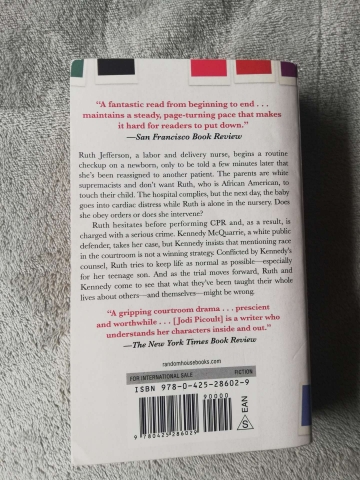 “A fantastic read from beginning to end . . .
maintains a steady, page-turning pace that makes
it hard for readers to put down.”
—San Francisco Book Review
Ruth Jefferson, a labor and delivery nurse, begins a routine
checkup on a newborn, only to be told a few minutes later that
she’s been reassigned to another patient. The parents are white
supremacists and don’t want Ruth, who is African American, to
touch their child. The hospital complies, but the next day, the baby
goes into cardiac distress while Ruth is alone in the nursery. Does
she obey orders or does she intervene?
Ruth hesitates before performing CPR and, as a result, is
charged with a serious crime. Kennedy McQuarrie, a white public
defender, takes her case, but Kennedy insists that mentioning race
in the courtroom is not a winning strategy. Conflicted by Kennedy’s
counsel, Ruth tries to keep life as normal as possible—especially
for her teenage son. And as the trial moves forward, Ruth and
Kennedy come to see that what they’ve been taught their whole
lives about others—and themselves—might be wrong.
“A gripping courtroom drama . . . prescient
and worthwhile . . . [Jodi Picoult] is a writer who
understands her characters inside and out.”
—The New York Times Book Review
randomhousebooks.com
FOR INTERNATIONAL SALE FICTION
ISBN 978-0-425-28602-9
90000
9 780425 286029
S EAN